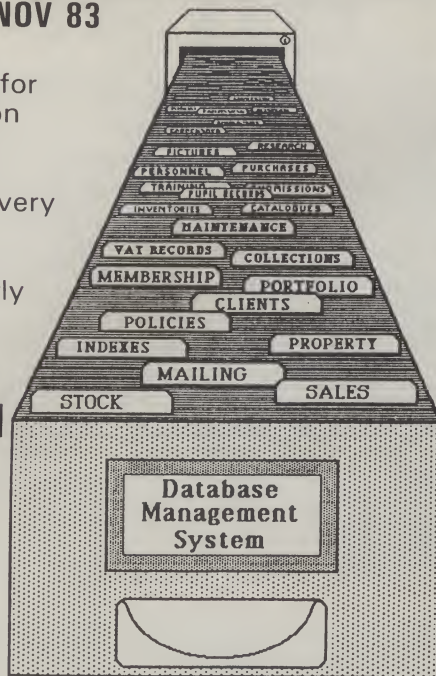 NOV 83
for
on
very
rly
RESEARCH
PICTURES
PURCHASES
PERSONNEL
TRAINING SUBMISSIONS
PUPIL RECORDS
INVENTORIES CATALOGUES
MAINTENANCE
VAT RECORDS
COLLECTIONS
MEMBERSHIP
PORTFOLIO
CLIENTS
POLICIES
INDEXES
PROPERTY
MAILING
SALES
STOCK
Database
Management
System